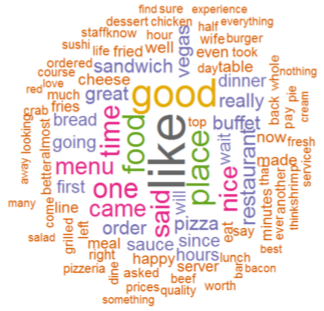 find sure experience
dessert chicken everything
staff know hour half
sushi life fried well vegas wife burger
ordered sandwich even took nothing
course cheese day table whole
red much great good dinner back pie
love fries really pay cream
crab bread food top buffet
looking almost going time like place wait now fresh
away better menu restaurant made service
first one nice minutes than shrimp
many come line came said will another think
salad grilled left order pizza eat say ever
meal sauce since best
right happy hours lunch
pizzeria dine asked server bar bacon
prices beef worth
quality
something